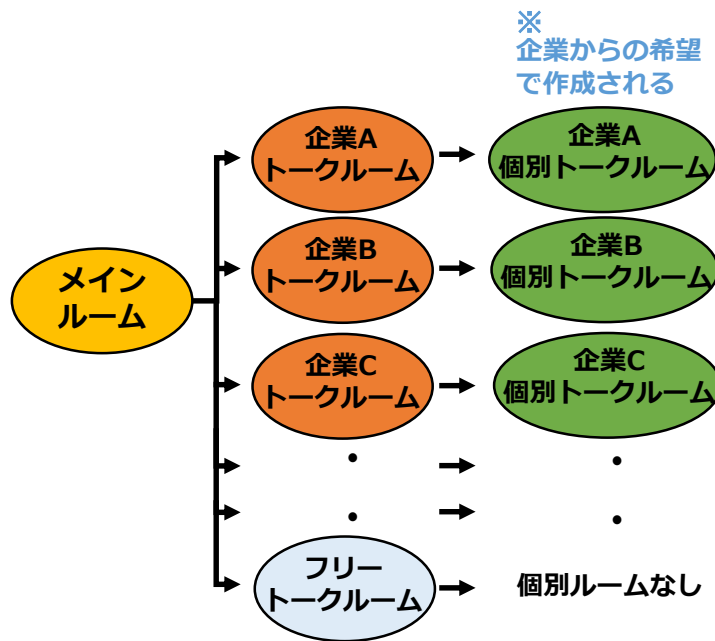 ※
企業からの希望
で作成される
企業A
トークルーム
企業A
個別トークルーム
企業B
トークルーム
企業B
個別トークルーム
メイン
ルーム
企業C
トークルーム
企業C
個別トークルーム
・
・
・
・
フリー
トークルーム
個別ルームなし